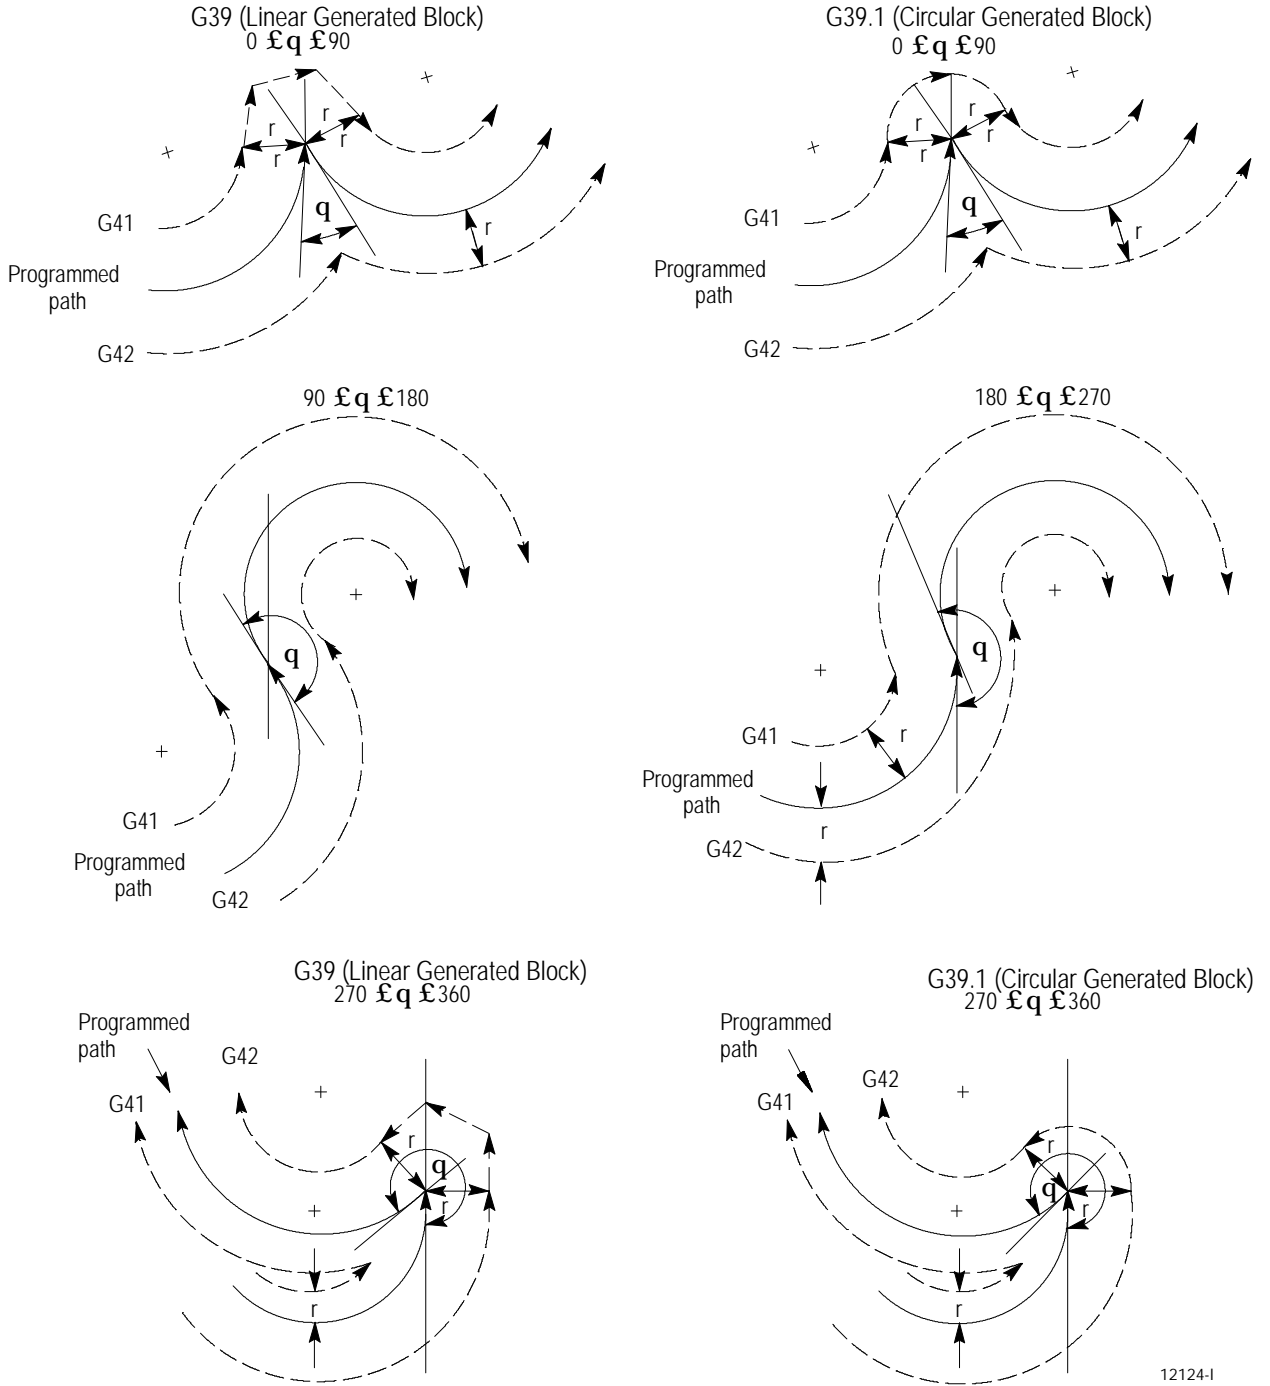 G39 (Linear Generated Block)
0 £q £90
r
r
r
r
G41
q
r
Programmed
path
G42
G39.1 (Circular Generated Block)
0 £q £90
r
r
r
r
G41
q
r
Programmed
path
G42
90 £q £180
q
G41
Programmed
path
G42
180 £q £270
q
G41
r
Programmed
path
r
G42
G39 (Linear Generated Block)
270 £q £360
Programmed
path
G42
G41
r
q
r
r
G39.1 (Circular Generated Block)
270 £q £360
Programmed
path
G42
G41
r
q
r
r
12124-I